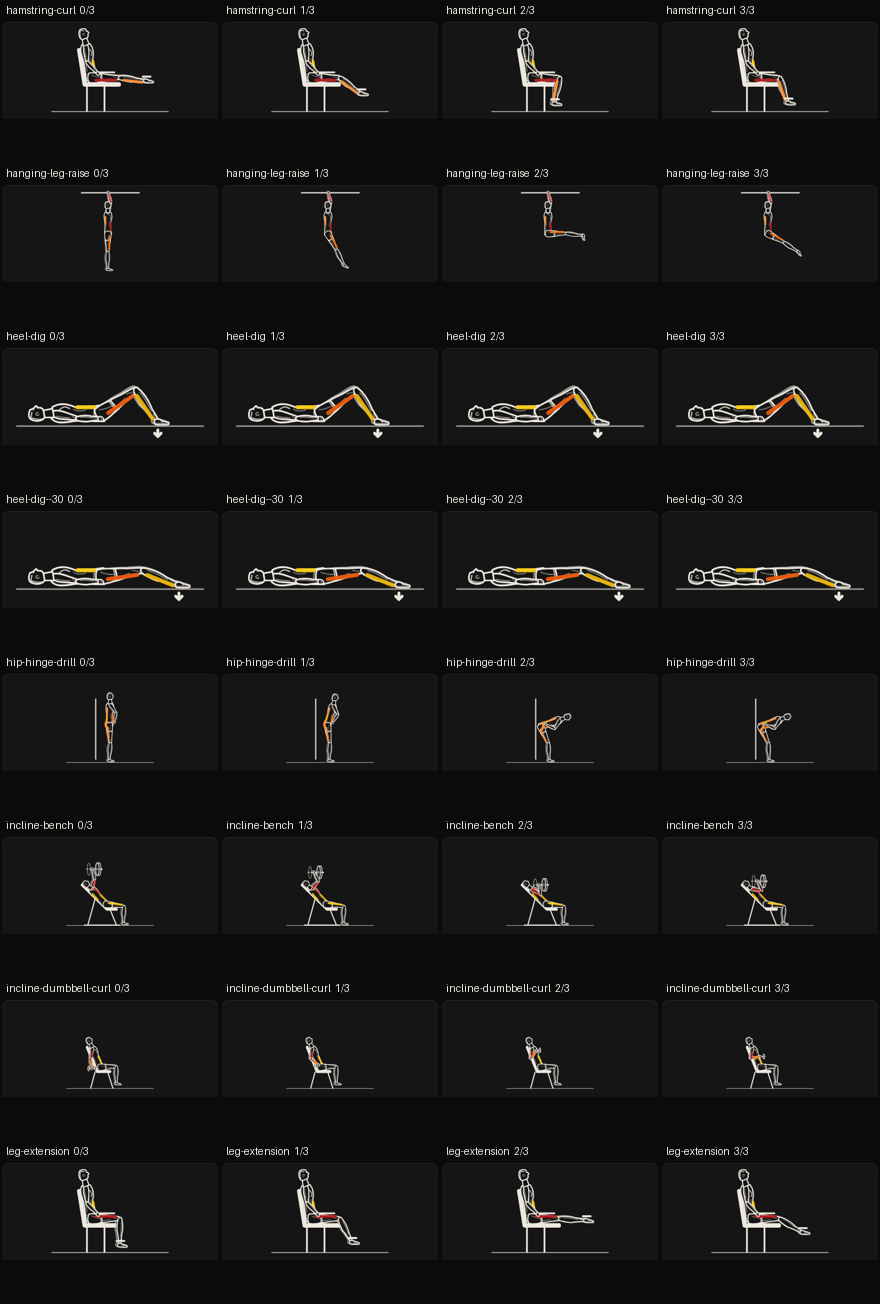 hamstring-curl 0/3
hamstring-curl 1/3
hamstring-curl 2/3
hamstring-curl 3/3
hanging-leg-raise 0/3
hanging-leg-raise 1/3
hanging-leg-raise 2/3
hanging-leg-raise 3/3
heel-dig 0/3
heel-dig 1/3
heel-dig 2/3
heel-dig 3/3
heel-dig--30 0/3
heel-dig--30 1/3
heel-dig--30 2/3
heel-dig--30 3/3
hip-hinge-drill 0/3
hip-hinge-drill 1/3
hip-hinge-drill 2/3
hip-hinge-drill 3/3
incline-bench 0/3
incline-bench 1/3
incline-bench 2/3
incline-bench 3/3
incline-dumbbell-curl 0/3
incline-dumbbell-curl 1/3
incline-dumbbell-curl 2/3
incline-dumbbell-curl 3/3
leg-extension 0/3
leg-extension 1/3
leg-extension 2/3
leg-extension 3/3